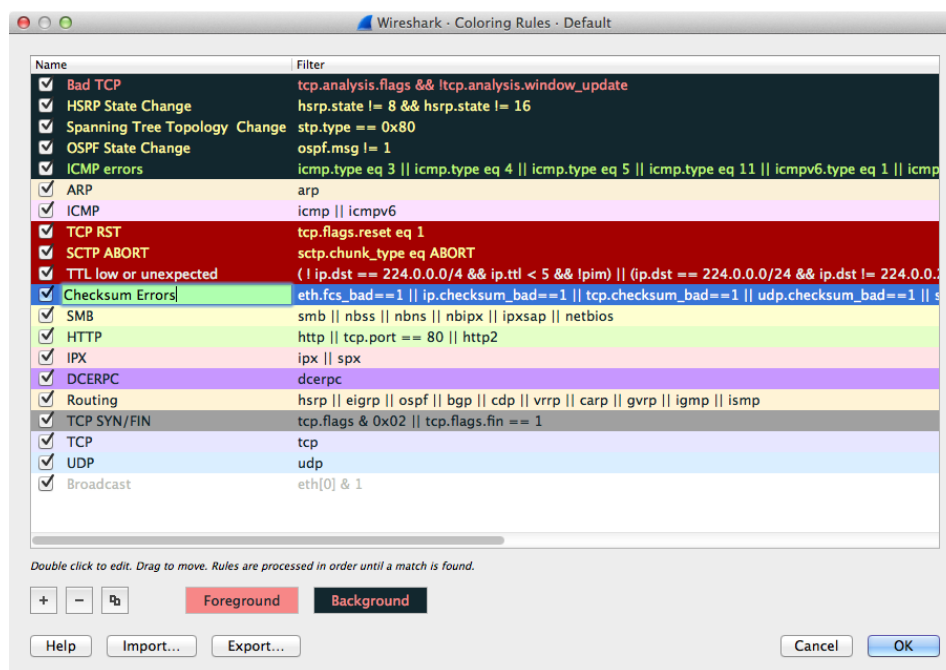 Wireshark · Coloring Rules · Default
Name Filter
Bad TCP tcp.analysis.flags && !tcp.analysis.window_update
HSRP State Change hsrp.state != 8 && hsrp.state != 16
Spanning Tree Topology  Change stp.type == 0x80
OSPF State Change ospf.msg != 1
ICMP errors icmp.type eq 3 || icmp.type eq 4 || icmp.type eq 5 || icmp.type eq 11 || icmpv6.type eq 1 || icmp
ARP arp
ICMP icmp || icmpv6
TCP RST tcp.flags.reset eq 1
SCTP ABORT sctp.chunk_type eq ABORT
TTL low or unexpected ( ! ip.dst == 224.0.0.0/4 && ip.ttl < 5 && !pim) || (ip.dst == 224.0.0.0/24 && ip.dst != 224.0.0.
Checksum Errors eth.fcs_bad==1 || ip.checksum_bad==1 || tcp.checksum_bad==1 || udp.checksum_bad==1 || s
SMB smb || nbss || nbns || nbipx || ipxsap || netbios
HTTP http || tcp.port == 80 || http2
IPX ipx || spx
DCERPC dcerpc
Routing hsrp || eigrp || ospf || bgp || cdp || vrrp || carp || gvrp || igmp || ismp
TCP SYN/FIN tcp.flags & 0x02 || tcp.flags.fin == 1
TCP tcp
UDP udp
Broadcast eth[0] & 1
Double click to edit. Drag to move. Rules are processed in order until a match is found.
+ − Foreground Background
Help Import... Export... Cancel OK